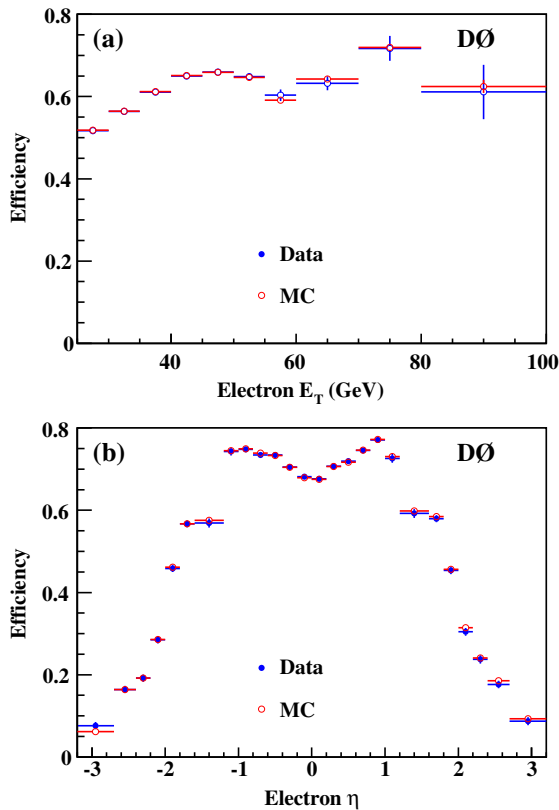 (a) DØ
0.8
0.6
0.4
0.2
0
Efficiency
Data
MC
40 60 80 100
Electron E_T (GeV)
(b) DØ
0.8
0.6
0.4
0.2
0
Efficiency
Data
MC
-3 -2 -1 0 1 2 3
Electron η